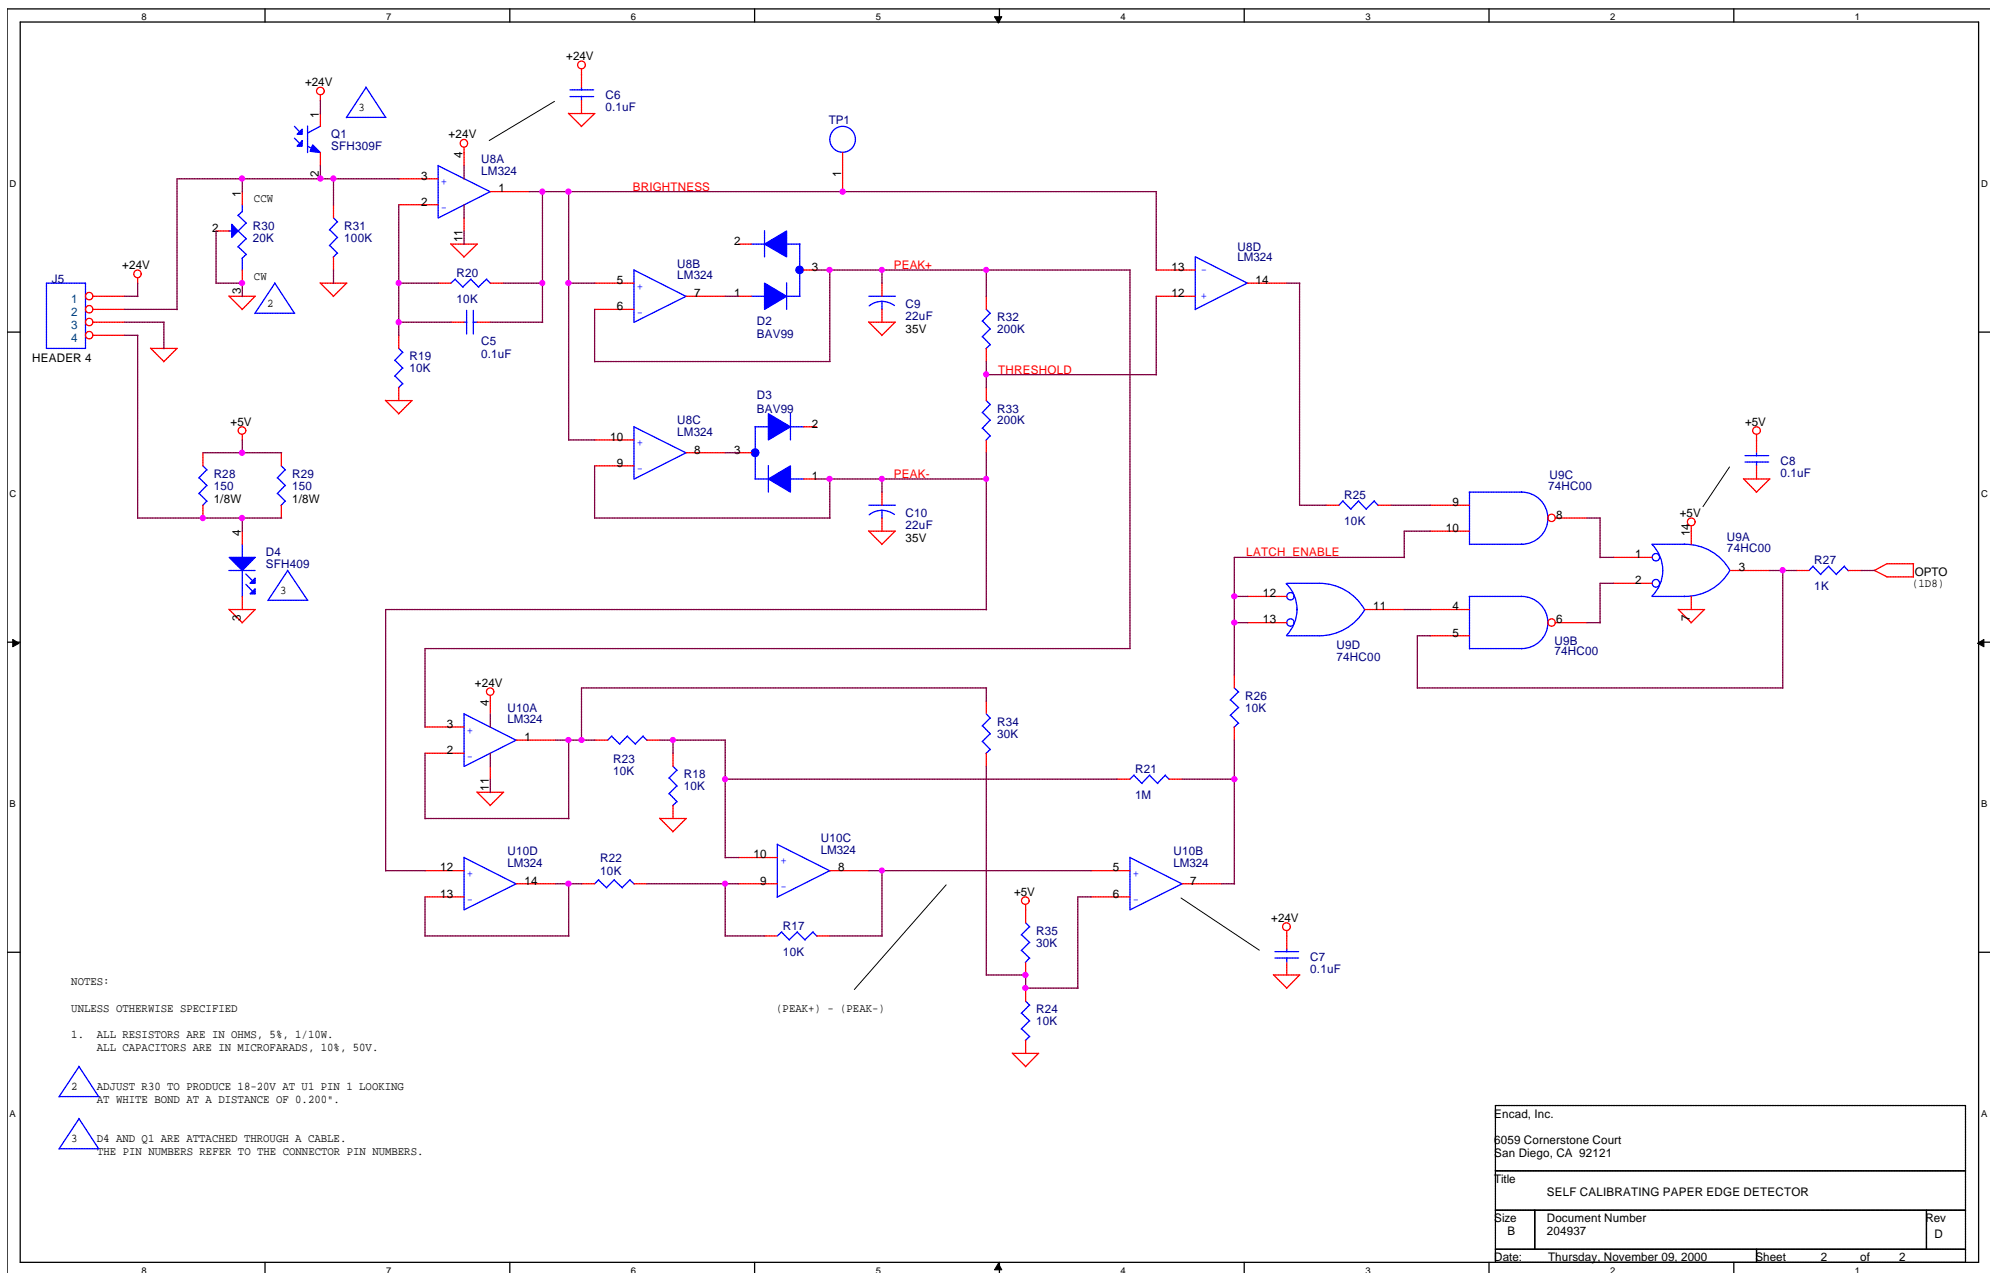 8 7 6 5 4 3 2 1
D
C
B
A
+24V
1
Q1
SFH309F
2
3
+24V
C6
0.1uF
+24V
4
U8A
LM324
3
2
1
11
TP1
1
BRIGHTNESS
1
CCW
2
R30
20K
CW
3
2
R31
100K
J5
+24V
1
2
3
4
HEADER 4
R20
10K
C5
0.1uF
R19
10K
U8B
LM324
5
6
7
2
1
3
D2
BAV99
PEAK+
C9
22uF
35V
R32
200K
THRESHOLD
R33
200K
U8D
LM324
13
12
14
D3
BAV99
U8C
LM324
10
9
8
3
2
1
PEAK-
C10
22uF
35V
+5V
R28
150
1/8W
R29
150
1/8W
4
D4
SFH409
3
2
R25
10K
LATCH_ENABLE
U9C
74HC00
9
10
8
+5V
C8
0.1uF
+5V
14
U9A
74HC00
1
2
3
7
R27
1K
OPTO
(1D8)
12
13
11
U9D
74HC00
4
5
6
U9B
74HC00
R26
10K
+24V
4
U10A
LM324
3
2
1
11
R23
10K
R18
10K
R34
30K
R21
1M
U10D
LM324
12
13
14
R22
10K
U10C
LM324
10
9
8
R17
10K
U10B
LM324
5
6
7
+5V
R35
30K
R24
10K
+24V
C7
0.1uF
(PEAK+) - (PEAK-)
NOTES:
UNLESS OTHERWISE SPECIFIED
1. ALL RESISTORS ARE IN OHMS, 5%, 1/10W.
ALL CAPACITORS ARE IN MICROFARADS, 10%, 50V.
2 ADJUST R30 TO PRODUCE 18-20V AT U1 PIN 1 LOOKING
AT WHITE BOND AT A DISTANCE OF 0.200".
3 D4 AND Q1 ARE ATTACHED THROUGH A CABLE.
THE PIN NUMBERS REFER TO THE CONNECTOR PIN NUMBERS.
Encad, Inc.
6059 Cornerstone Court
San Diego, CA 92121
Title
SELF CALIBRATING PAPER EDGE DETECTOR
Size
B
Document Number
204937
Rev
D
Date: Thursday, November 09, 2000 Sheet 2 of 2
D
C
B
A
8 7 6 5 4 3 2 1